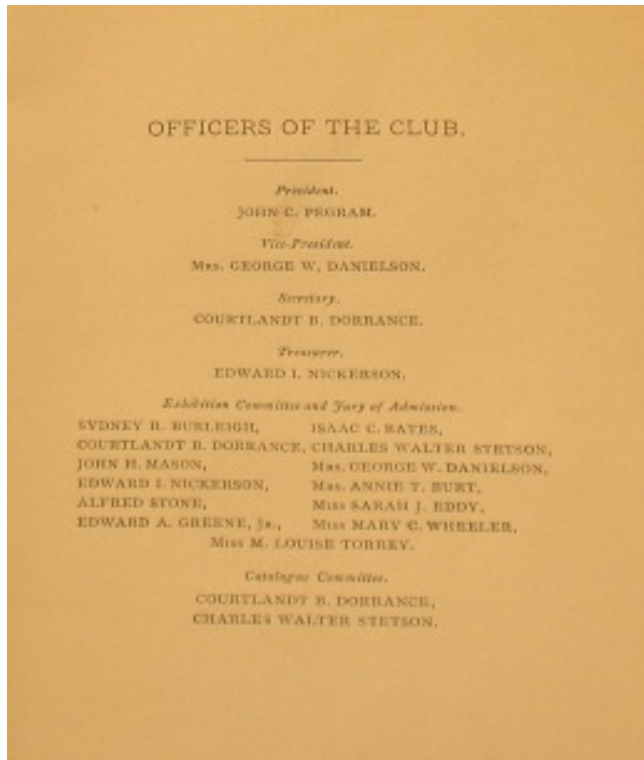 OFFICERS OF THE CLUB.
President.
JOHN C. PEGRAM.
Vice-President.
Mrs. GEORGE W. DANIELSON.
Secretary.
COURTLANDT B. DORRANCE.
Treasurer.
EDWARD I. NICKERSON.
Exhibition Committee and Jury of Admission.
SYDNEY R. BURLEIGH, ISAAC C. BATES,
COURTLANDT B. DORRANCE, CHARLES WALTER STETSON,
JOHN H. MASON, Mrs. GEORGE W. DANIELSON,
EDWARD I. NICKERSON, Mrs. ANNIE T. BURT,
ALFRED STONE, Miss SARAH J. EDDY,
EDWARD A. GREENE, Jr., Miss MARY C. WHEELER,
Miss M. LOUISE TORREY.
Catalogue Committee.
COURTLANDT B. DORRANCE,
CHARLES WALTER STETSON.